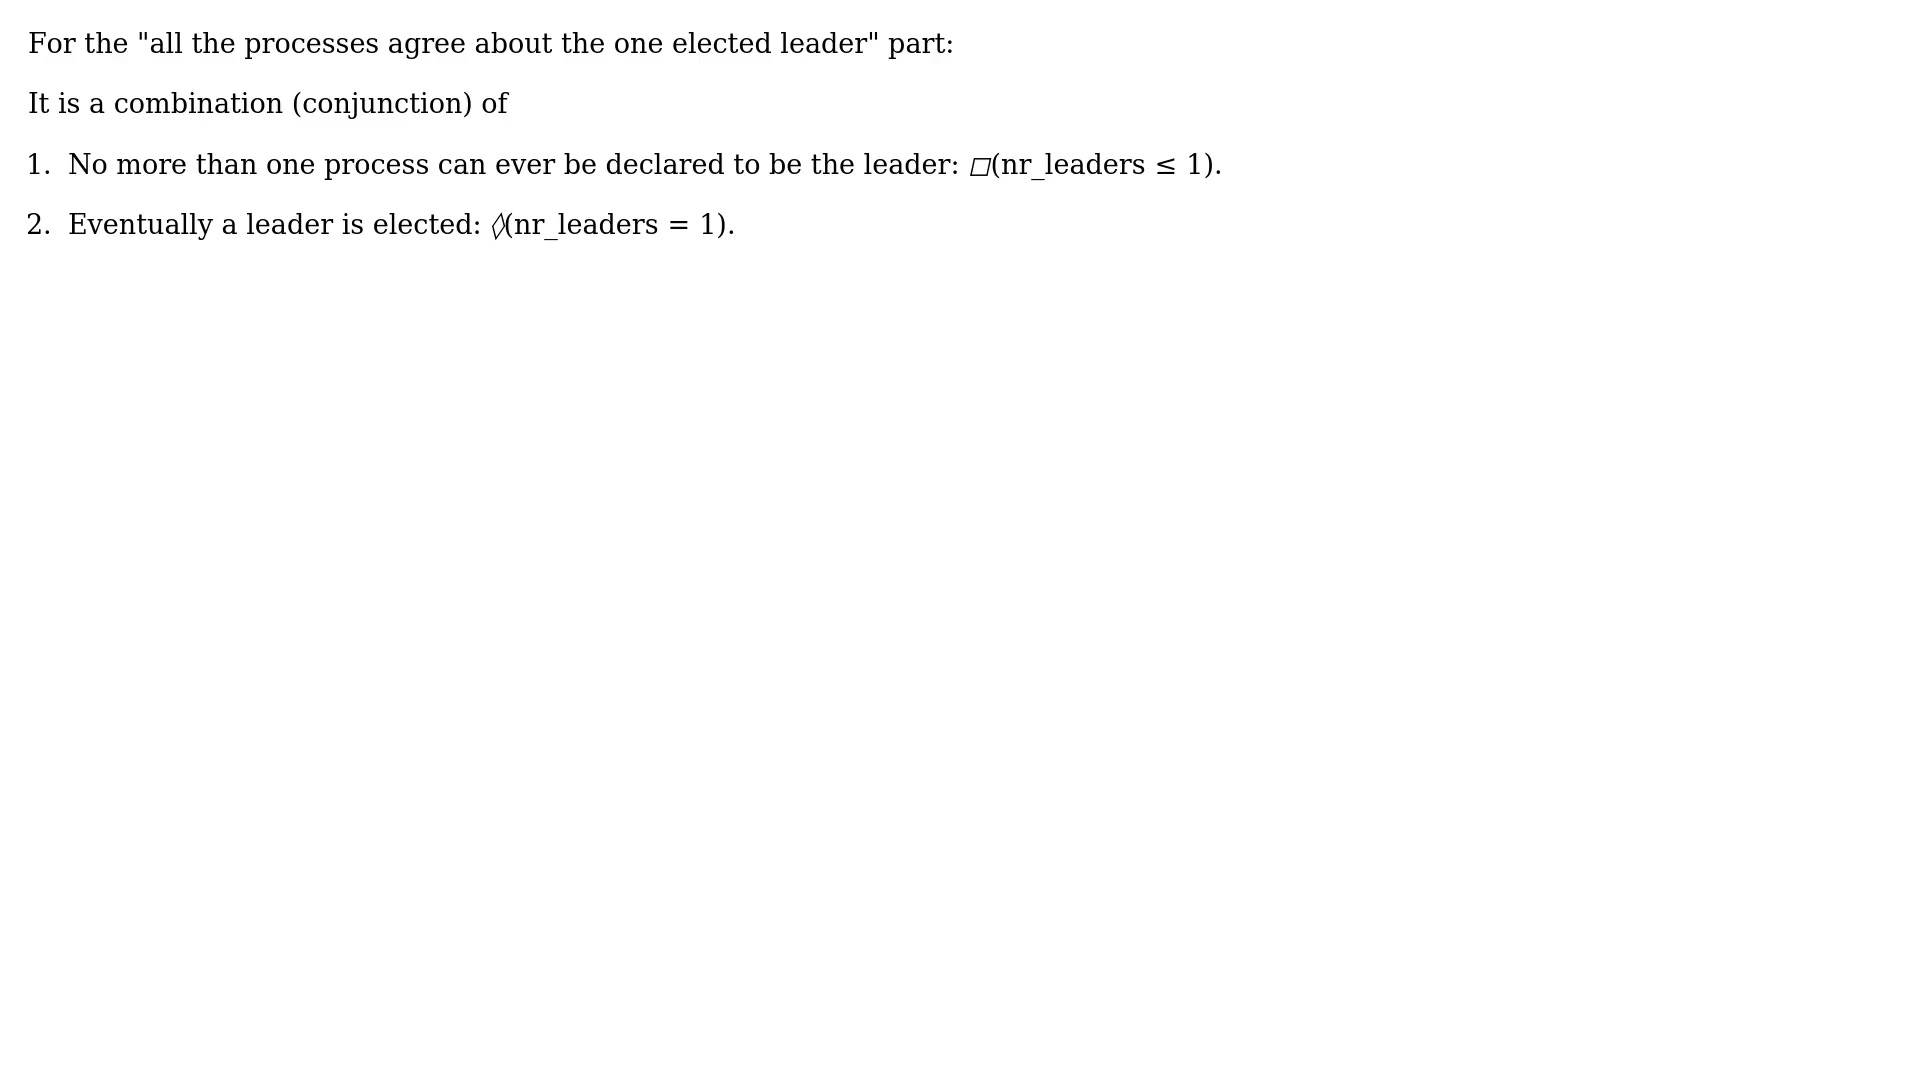 For the "all the processes agree about the one elected leader" part:
It is a combination (conjunction) of
1. No more than one process can ever be declared to be the leader: □(nr_leaders ≤ 1).
2. Eventually a leader is elected: ◊(nr_leaders = 1).